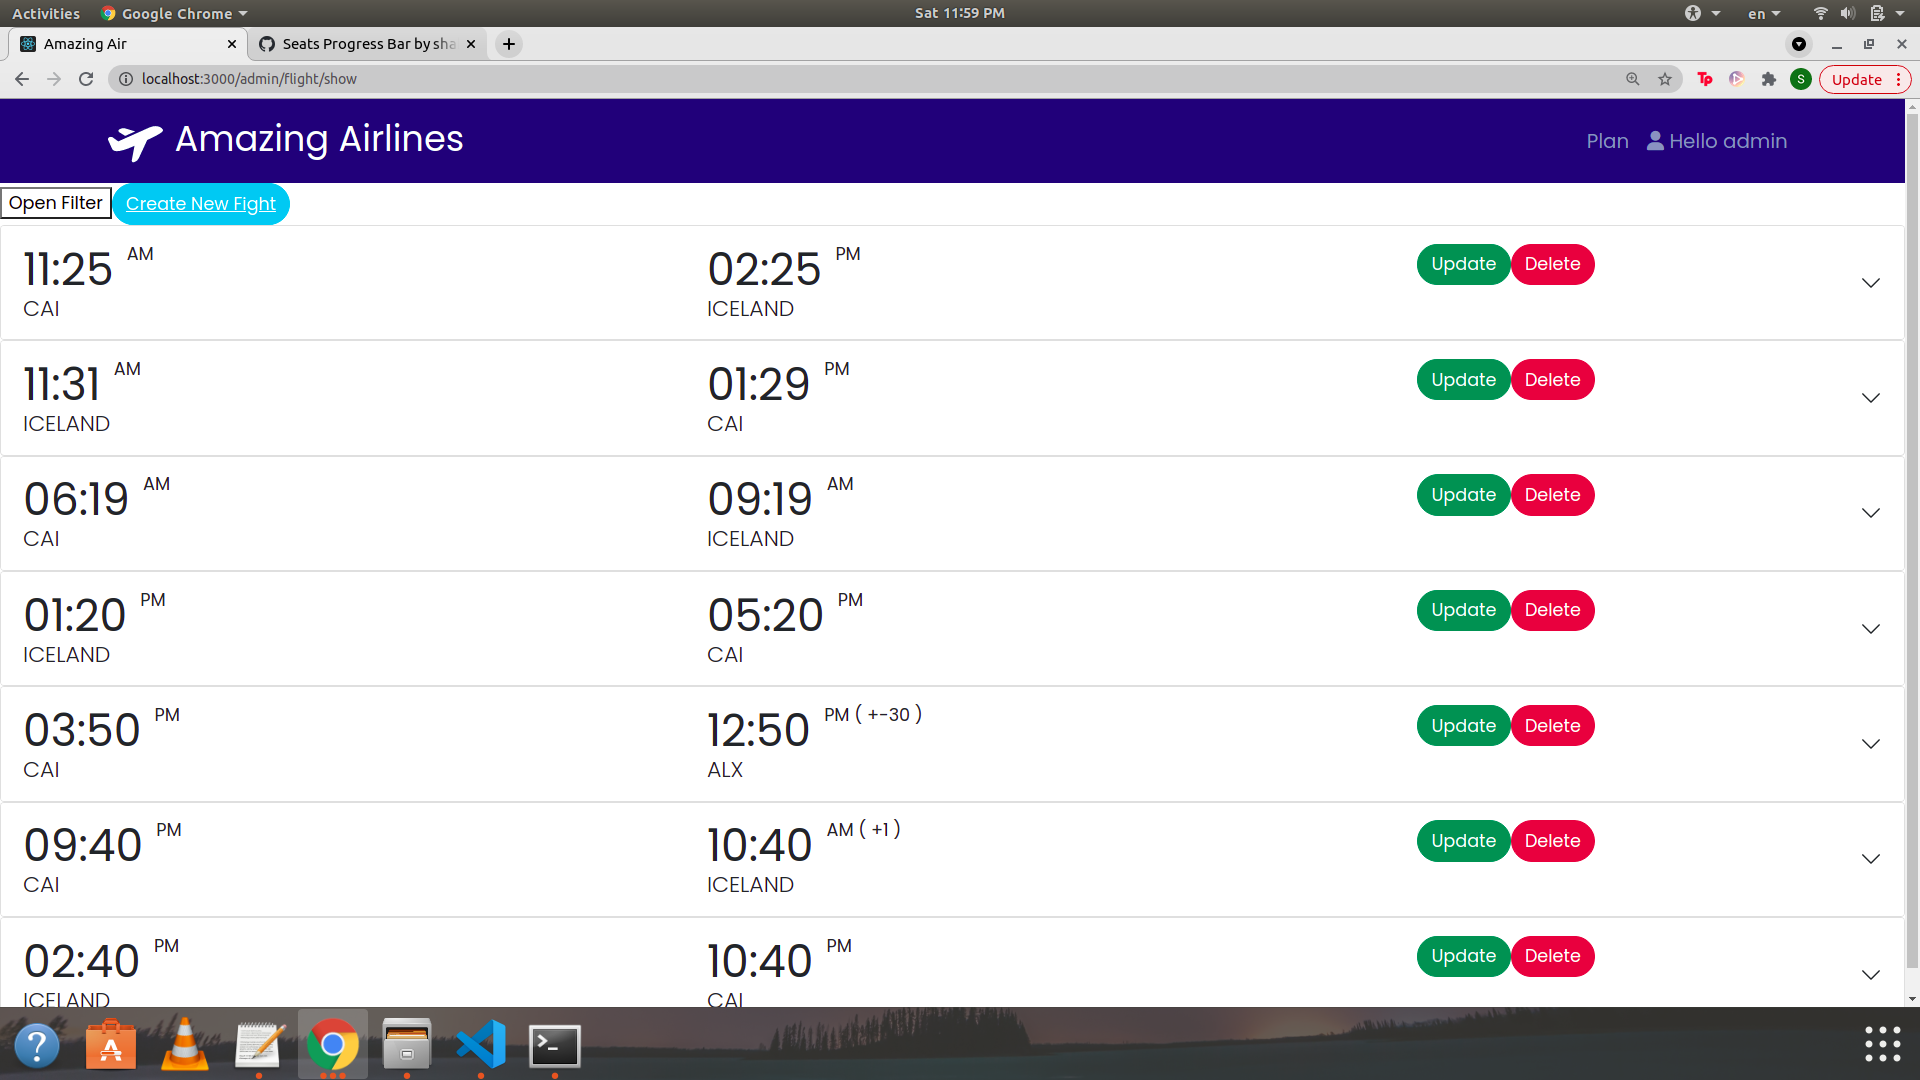 Activities Google Chrome Sat 11:59 PM en
Amazing Air Seats Progress Bar by sha
localhost:3000/admin/flight/show Tp S Update
Amazing Airlines Plan Hello admin
Open Filter Create New Fight
11:25 AM 02:25 PM Update Delete
CAI ICELAND
11:31 AM 01:29 PM Update Delete
ICELAND CAI
06:19 AM 09:19 AM Update Delete
CAI ICELAND
01:20 PM 05:20 PM Update Delete
ICELAND CAI
03:50 PM 12:50 PM ( +-30 ) Update Delete
CAI ALX
09:40 PM 10:40 AM ( +1 ) Update Delete
CAI ICELAND
02:40 PM 10:40 PM Update Delete
ICELAND CAI